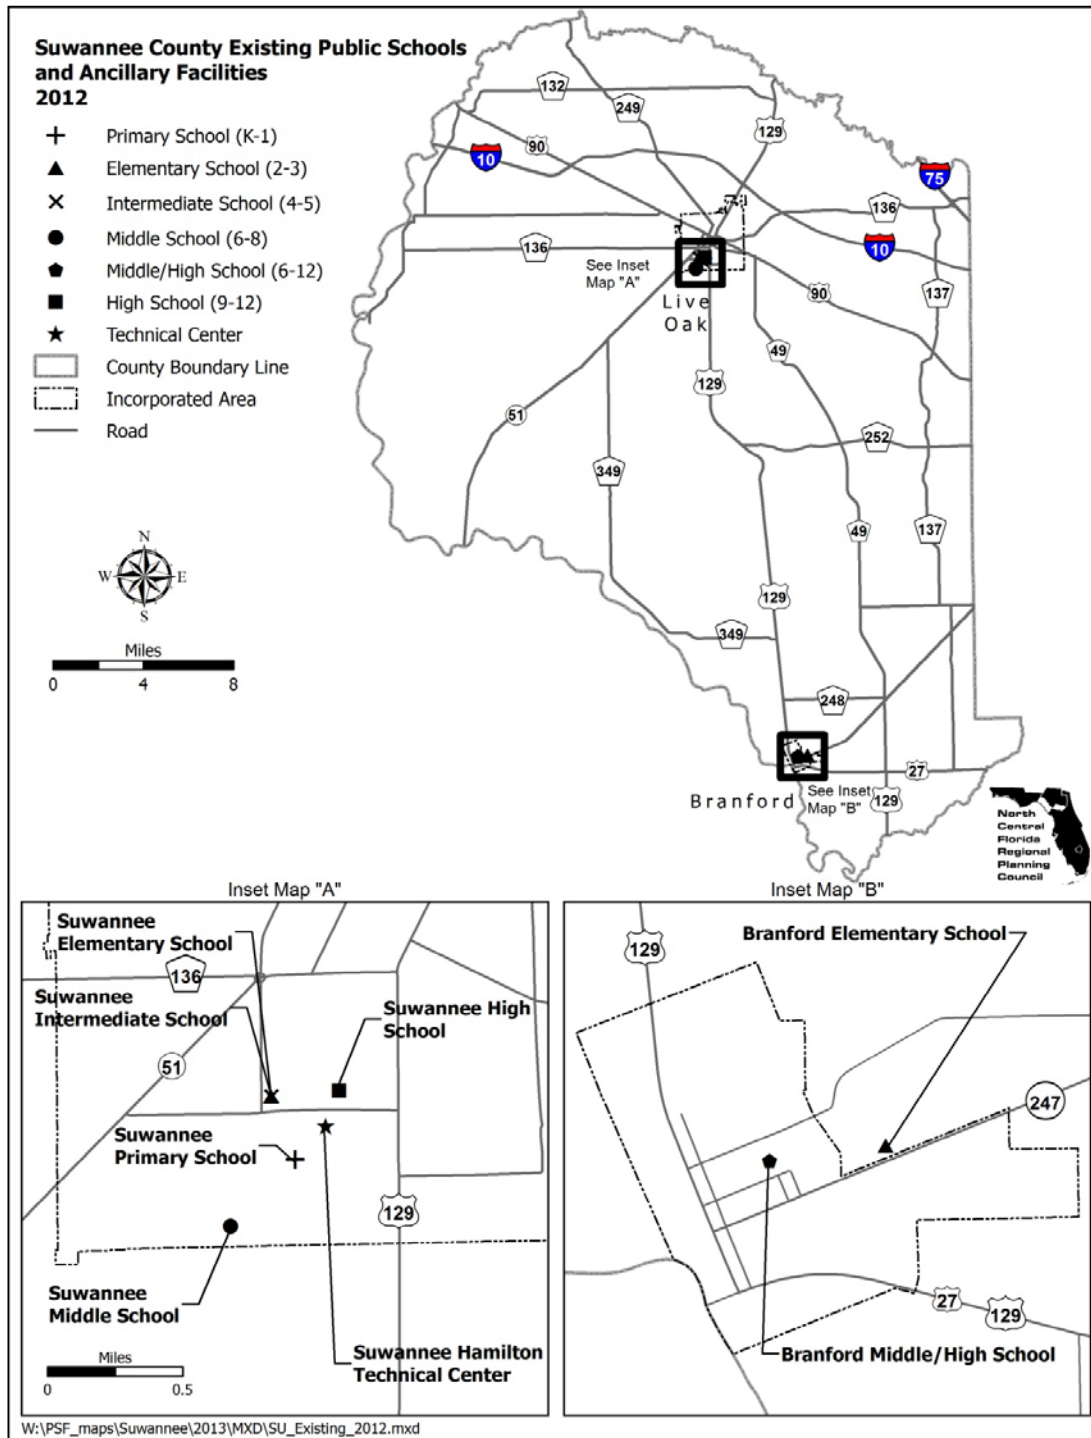 Suwannee County Existing Public Schools
and Ancillary Facilities
2012
Primary School (K-1)
Elementary School (2-3)
Intermediate School (4-5)
Middle School (6-8)
Middle/High School (6-12)
High School (9-12)
Technical Center
County Boundary Line
Incorporated Area
Road
N
W E
S
Miles
0 4 8
132
249
129
90
10
75
136
136
10
See Inset
Map "A"
Live
Oak
90
137
49
129
51
252
349
49
137
129
349
248
27
Branford
See Inset
Map "B"
129
North
Central
Florida
Regional
Planning
Council
Inset Map "A"
Suwannee
Elementary School
136
Suwannee
Intermediate School
Suwannee High
School
51
Suwannee
Primary School
129
Suwannee
Middle School
Suwannee Hamilton
Technical Center
Miles
0 0.5
Inset Map "B"
129
Branford Elementary School
247
27
129
Branford Middle/High School
W:\PSF_maps\Suwannee\2013\MXD\SU_Existing_2012.mxd